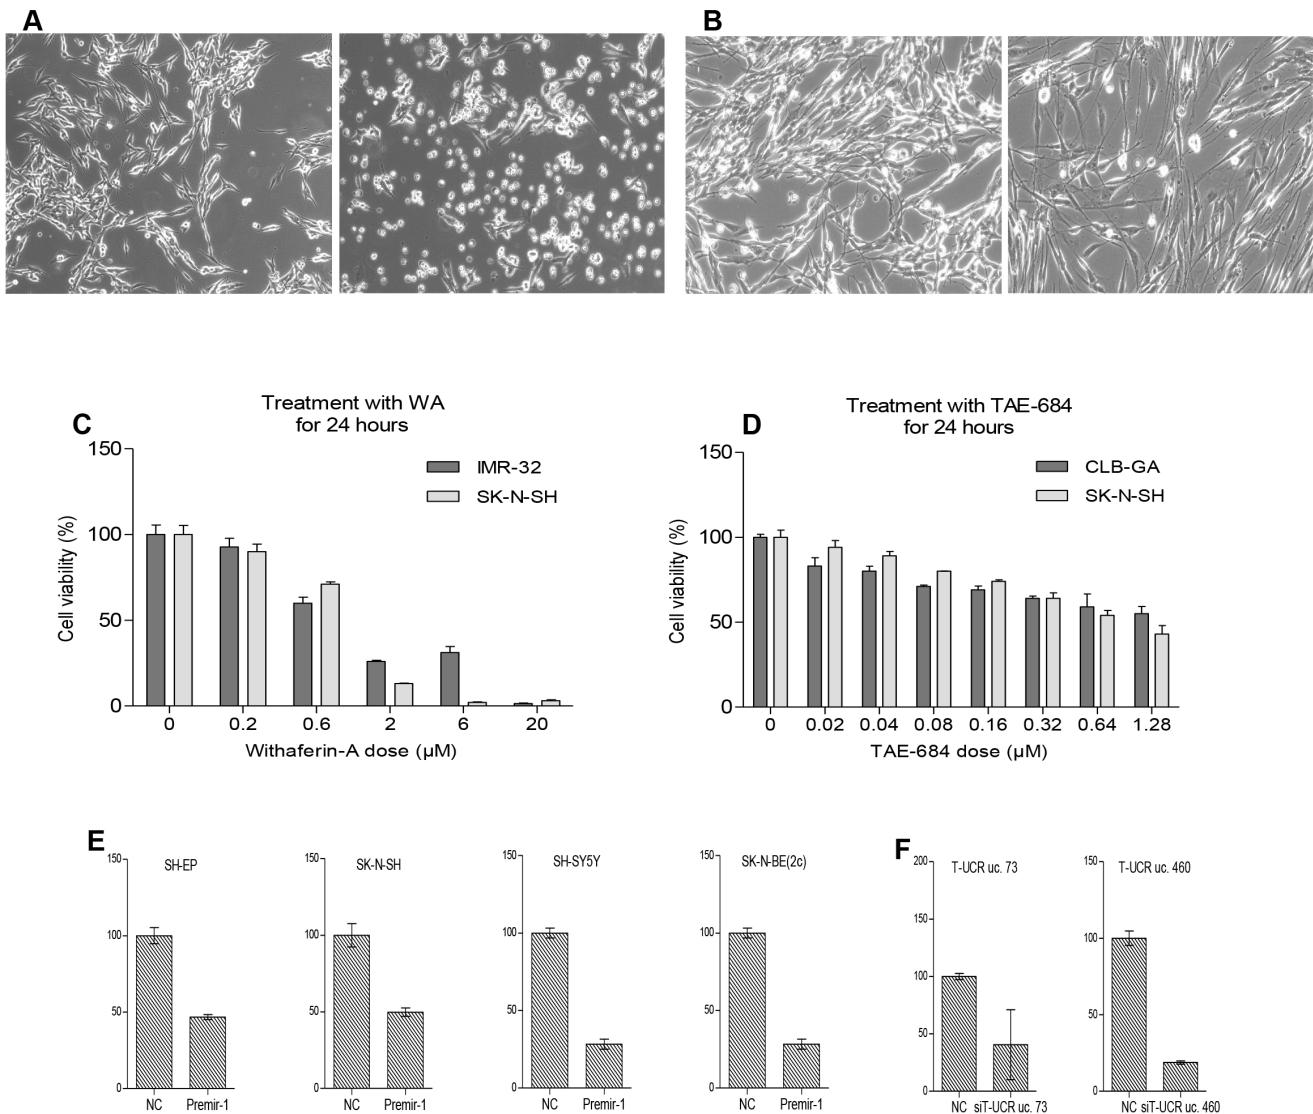 A
B
C
Treatment with WA
for 24 hours
IMR-32
SK-N-SH
Cell viability (%)
150
100
50
0
0 0.2 0.6 2 6 20
Withaferin-A dose (µM)
D
Treatment with TAE-684
for 24 hours
CLB-GA
SK-N-SH
Cell viability (%)
150
100
50
0
0 0.02 0.04 0.08 0.16 0.32 0.64 1.28
TAE-684 dose (µM)
E
SH-EP
150
100
50
0
NC Premir-1
SK-N-SH
150
100
50
0
NC Premir-1
SH-SY5Y
150
100
50
0
NC Premir-1
SK-N-BE(2c)
150
100
50
0
NC Premir-1
F
T-UCR uc. 73
200
150
100
50
0
NC siT-UCR uc. 73
T-UCR uc. 460
150
100
50
0
NC siT-UCR uc. 460